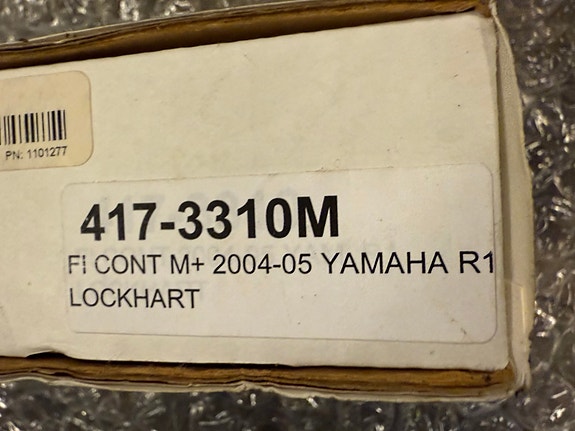 PN: 1101277
417-3310M
FI CONT M+ 2004-05 YAMAHA R1
LOCKHART